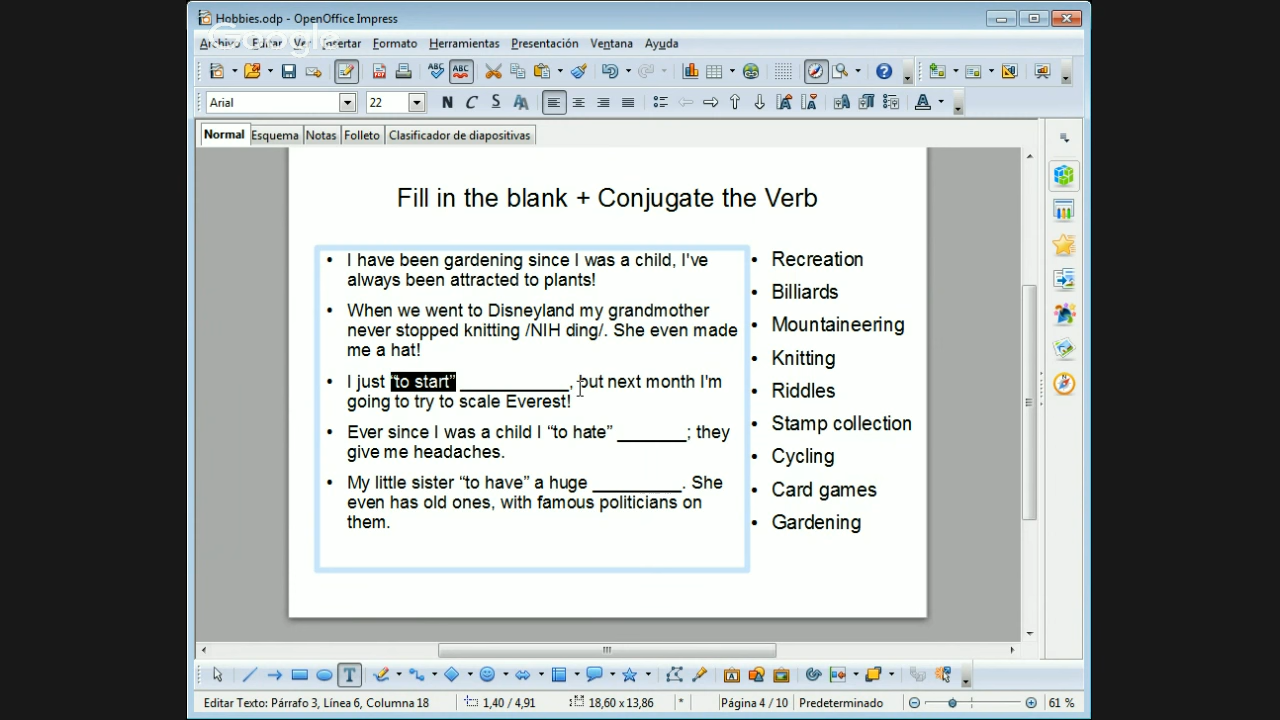 Hobbies.odp - OpenOffice Impress
Google
Archivo Editar Ver Insertar Formato Herramientas Presentación Ventana Ayuda
Arial 22 N C S
Normal Esquema Notas Folleto Clasificador de diapositivas
Fill in the blank + Conjugate the Verb
• I have been gardening since I was a child, I've
always been attracted to plants!
• When we went to Disneyland my grandmother
never stopped knitting /NIH ding/. She even made
me a hat!
• I just “to start” ___________, but next month I'm
going to try to scale Everest!
• Ever since I was a child I “to hate” _______; they
give me headaches.
• My little sister “to have” a huge _________. She
even has old ones, with famous politicians on
them.
• Recreation
• Billiards
• Mountaineering
• Knitting
• Riddles
• Stamp collection
• Cycling
• Card games
• Gardening
Editar Texto: Párrafo 3, Línea 6, Columna 18 1,40 / 4,91 18,60 x 13,86 * Página 4 / 10 Predeterminado 61 %